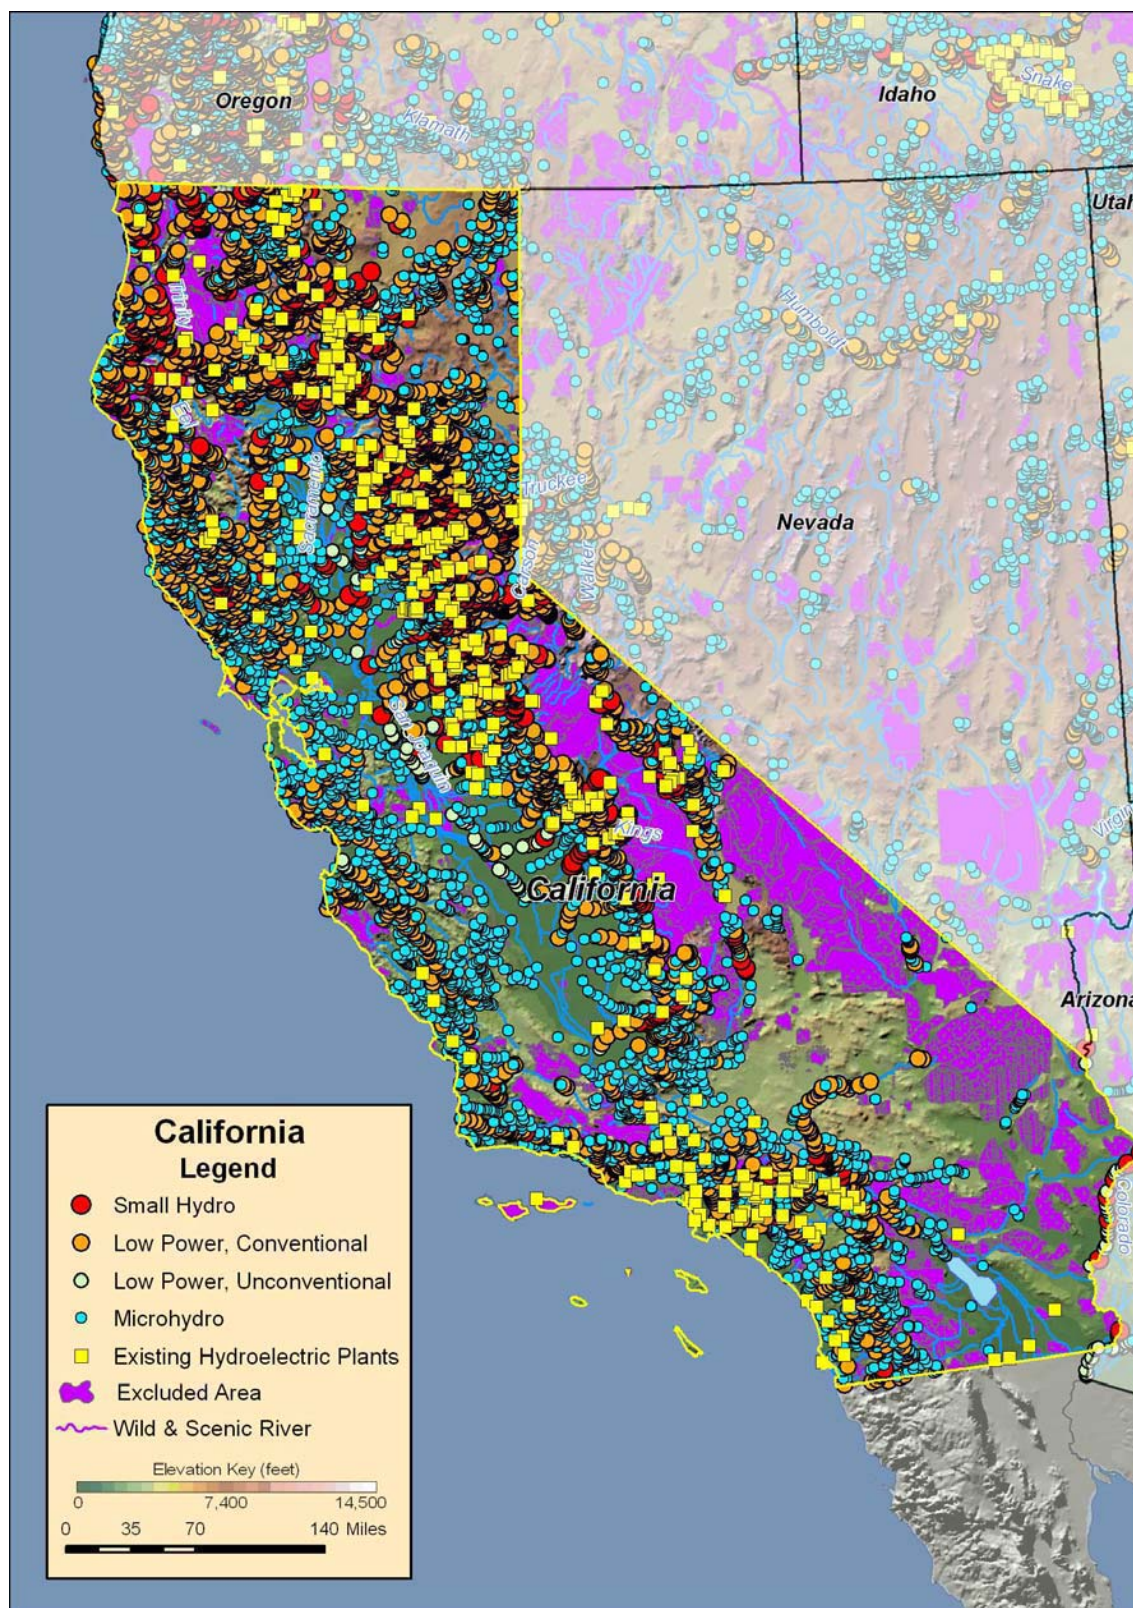 Oregon
Idaho
Snake
Klamath
Utah
Humboldt
Trinity
Eel
Sacramento
Truckee
Nevada
Carson
Walker
San Joaquin
Kings
Virgin
California
Arizona
Colorado
California
Legend
Small Hydro
Low Power, Conventional
Low Power, Unconventional
Microhydro
Existing Hydroelectric Plants
Excluded Area
Wild & Scenic River
Elevation Key (feet)
0 7,400 14,500
0 35 70 140 Miles